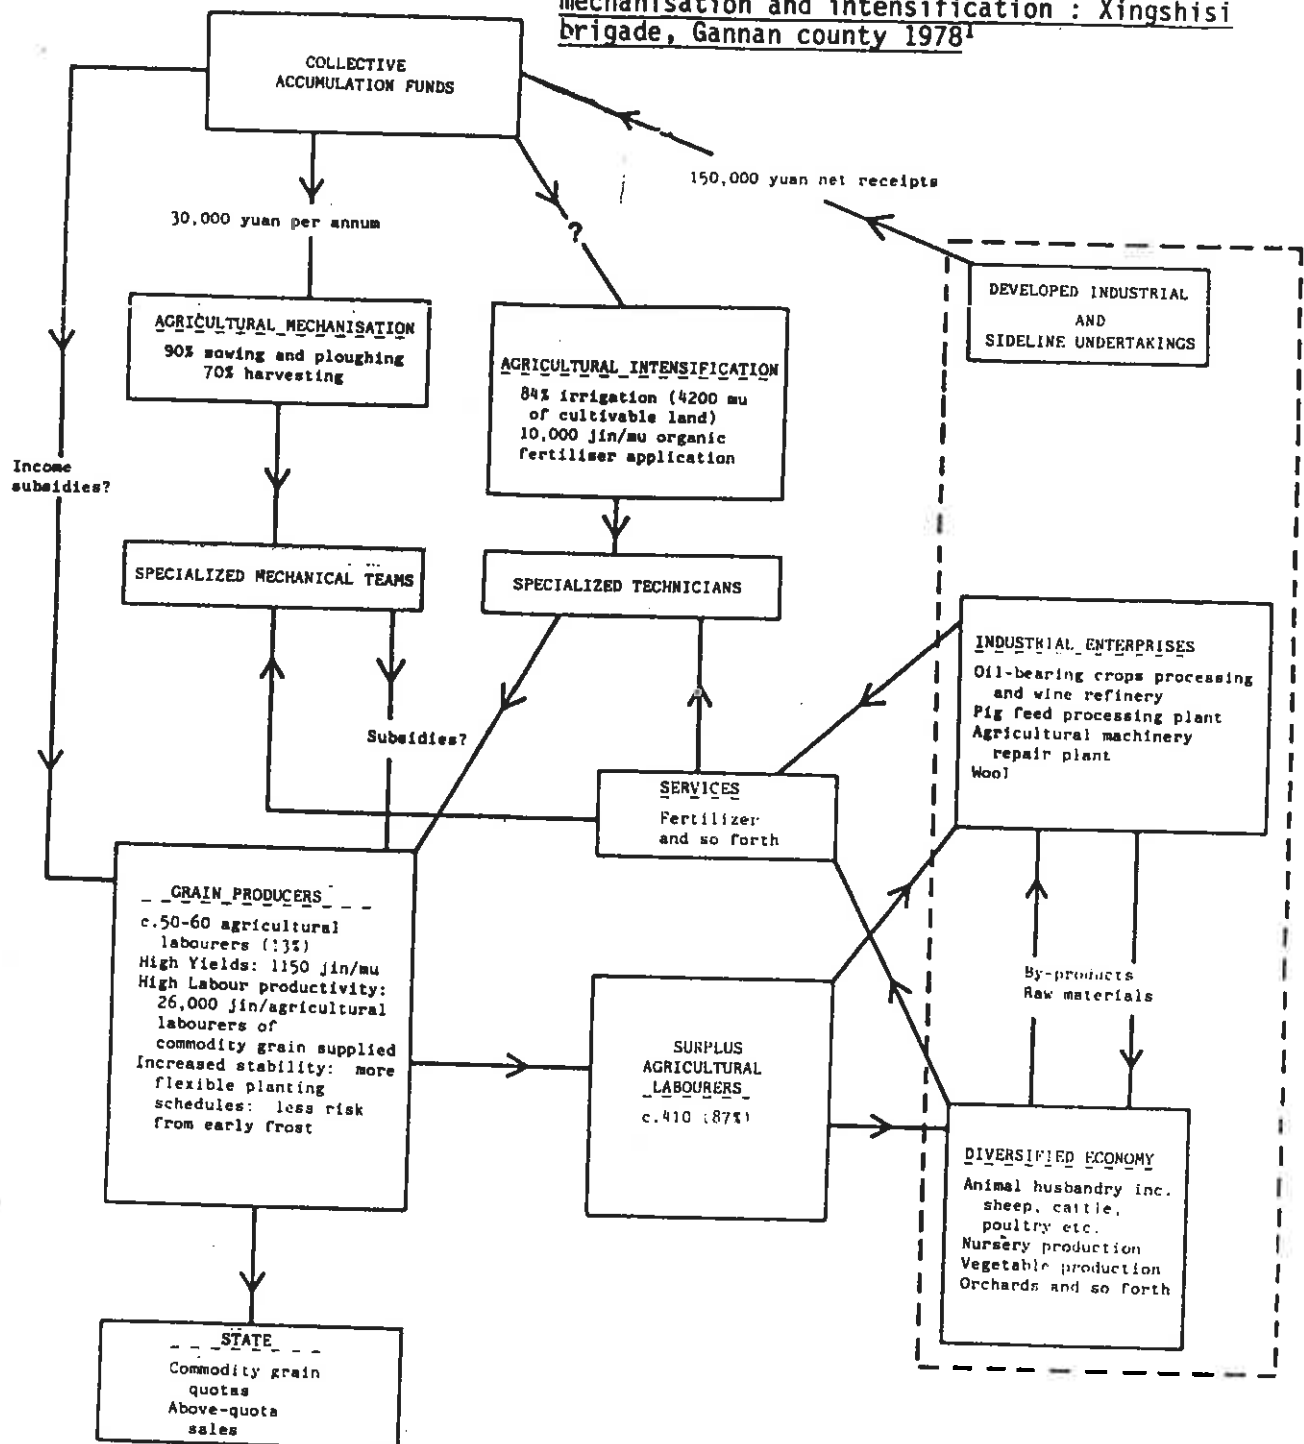 mechanisation and intensification : Xingshisi
brigade, Gannan county 1978¹
COLLECTIVE
ACCUMULATION FUNDS
150,000 yuan net receipts
30,000 yuan per annum
?
DEVELOPED INDUSTRIAL
AND
SIDELINE UNDERTAKINGS
AGRICULTURAL MECHANISATION
90% sowing and ploughing
70% harvesting
AGRICULTURAL INTENSIFICATION
84% irrigation (4200 mu
of cultivable land)
10,000 jin/mu organic
fertiliser application
Income
subsidies?
SPECIALIZED MECHANICAL TEAMS
SPECIALIZED TECHNICIANS
INDUSTRIAL ENTERPRISES
Oil-bearing crops processing
and wine refinery
Pig feed processing plant
Agricultural machinery
repair plant
Wool
Subsidies?
SERVICES
Fertilizer
and so forth
GRAIN PRODUCERS
c.50-60 agricultural
labourers (13%)
High Yields: 1150 jin/mu
High Labour productivity:
26,000 jin/agricultural
labourers of
commodity grain supplied
Increased stability: more
flexible planting
schedules: less risk
from early frost
By-products
Raw materials
SURPLUS
AGRICULTURAL
LABOURERS
c.410 (87%)
DIVERSIFIED ECONOMY
Animal husbandry inc.
sheep, cattle,
poultry etc.
Nursery production
Vegetable production
Orchards and so forth
STATE
Commodity grain
quotas
Above-quota
sales